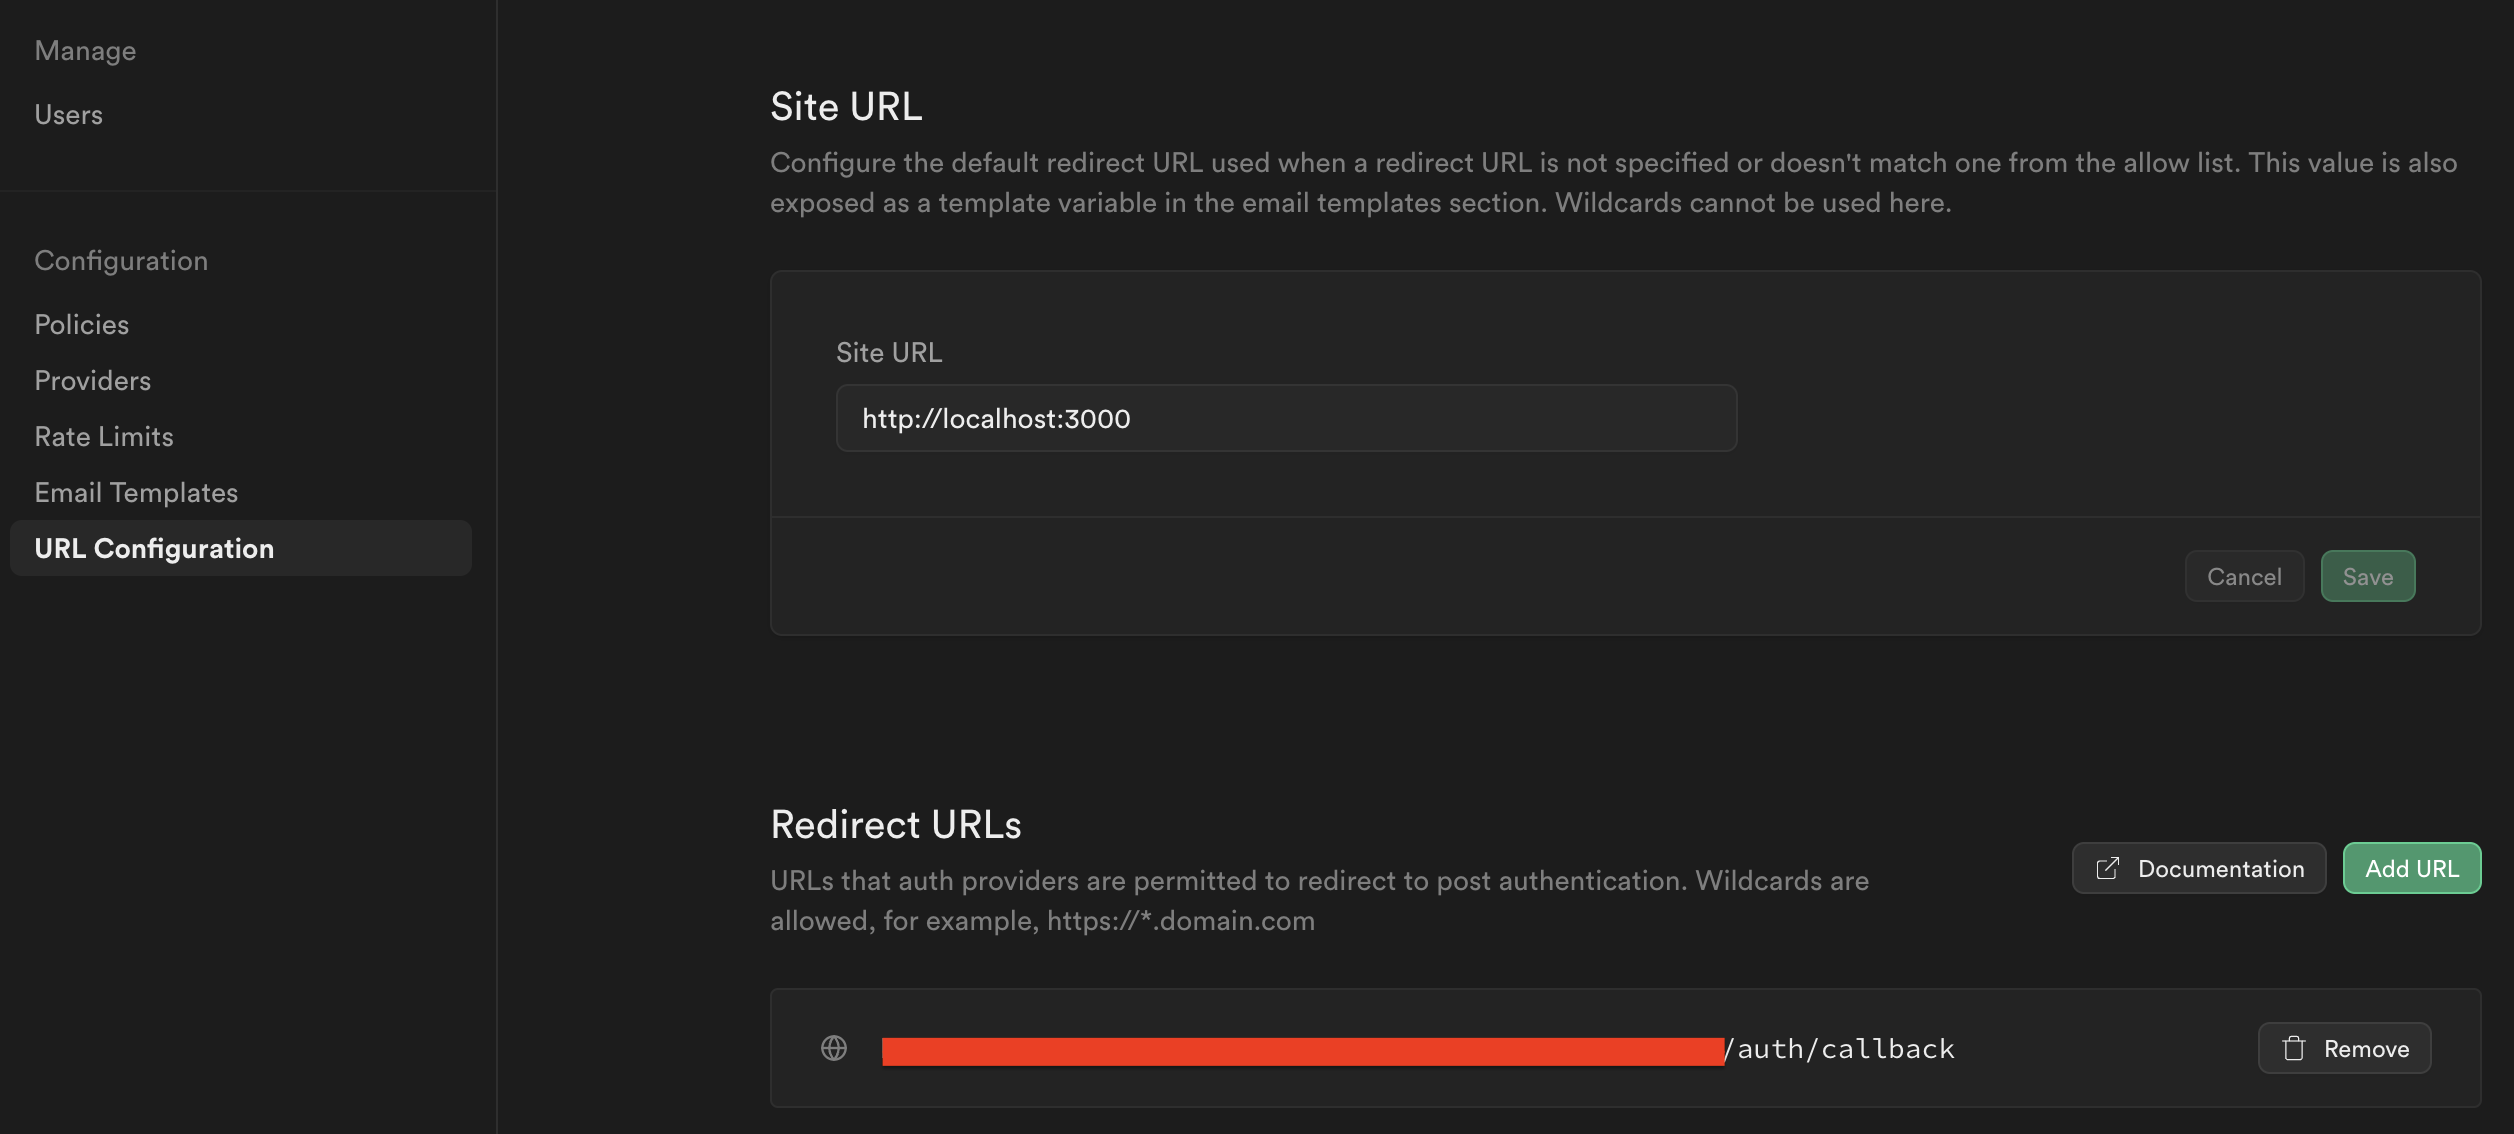 Manage
Users
Configuration
Policies
Providers
Rate Limits
Email Templates
URL Configuration
Site URL
Configure the default redirect URL used when a redirect URL is not specified or doesn't match one from the allow list. This value is also
exposed as a template variable in the email templates section. Wildcards cannot be used here.
Site URL
http://localhost:3000
Cancel
Save
Redirect URLs
URLs that auth providers are permitted to redirect to post authentication. Wildcards are
allowed, for example, https://*.domain.com
Documentation
Add URL
/auth/callback
Remove